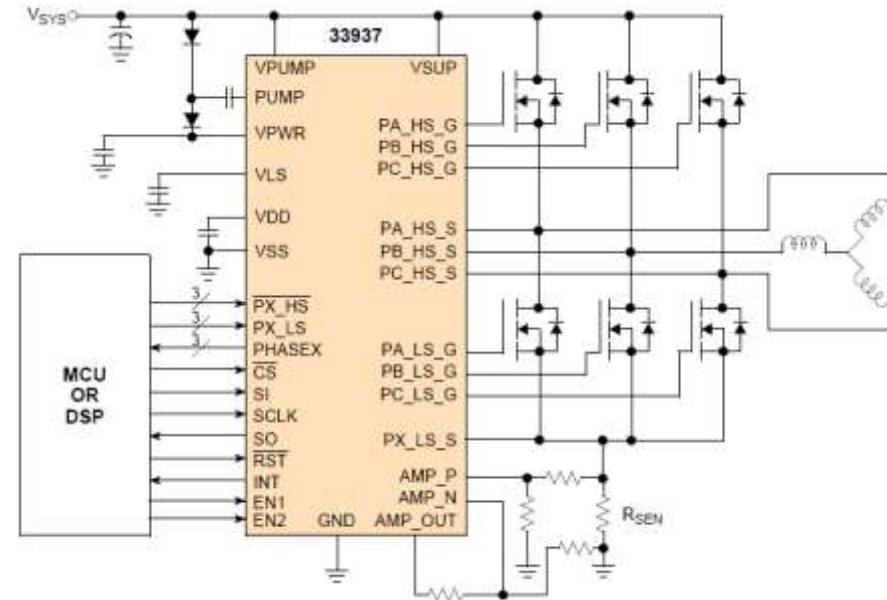 VSYS
33937
VPUMP
VSUP
PUMP
VPWR
VLS
VDD
VSS
PX_HS
PX_LS
PHASEX
CS
SI
SCLK
SO
RST
INT
EN1
EN2
GND
AMP_OUT
PA_HS_G
PB_HS_G
PC_HS_G
PA_HS_S
PB_HS_S
PC_HS_S
PA_LS_G
PB_LS_G
PC_LS_G
PX_LS_S
AMP_P
AMP_N
3
3
3
MCU
OR
DSP
RSEN